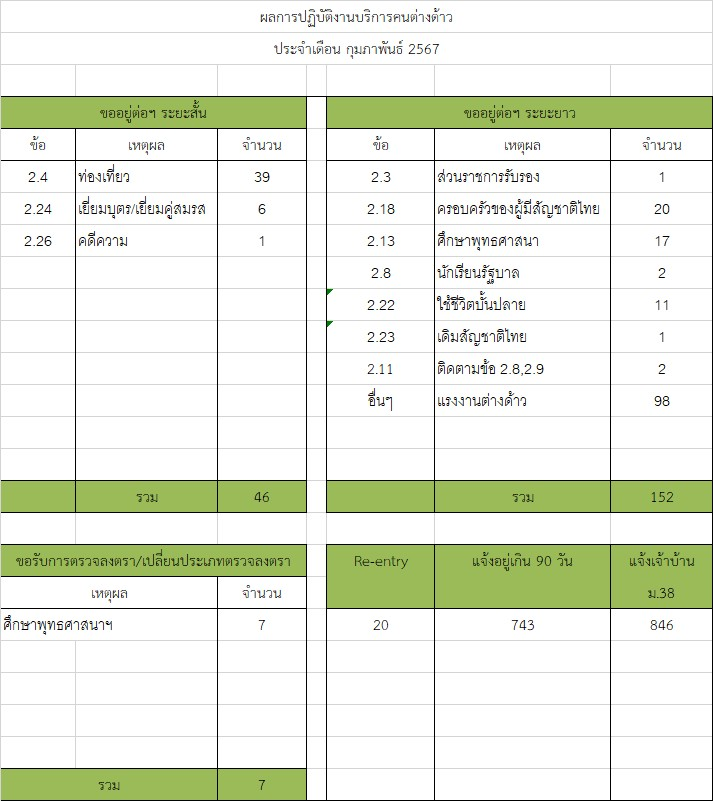 ผลการปฏิบัติงานบริการคนต่างด้าว
ประจำเดือน กุมภาพันธ์ 2567
ขออยู่ต่อฯ ระยะสั้น
ข้อ เหตุผล จำนวน
2.4 ท่องเที่ยว 39
2.24 เยี่ยมบุตร/เยี่ยมคู่สมรส 6
2.26 คดีความ 1
รวม 46
ขออยู่ต่อฯ ระยะยาว
ข้อ เหตุผล จำนวน
2.3 ส่วนราชการรับรอง 1
2.18 ครอบครัวของผู้มีสัญชาติไทย 20
2.13 ศึกษาพุทธศาสนา 17
2.8 นักเรียนรัฐบาล 2
2.22 ใช้ชีวิตบั้นปลาย 11
2.23 เดิมสัญชาติไทย 1
2.11 ติดตามข้อ 2.8,2.9 2
อื่นๆ แรงงานต่างด้าว 98
รวม 152
ขอรับการตรวจลงตรา/เปลี่ยนประเภทตรวจลงตรา
เหตุผล จำนวน
ศึกษาพุทธศาสนาฯ 7
รวม 7
Re-entry แจ้งอยู่เกิน 90 วัน แจ้งเจ้าบ้าน
ม.38
20 743 846